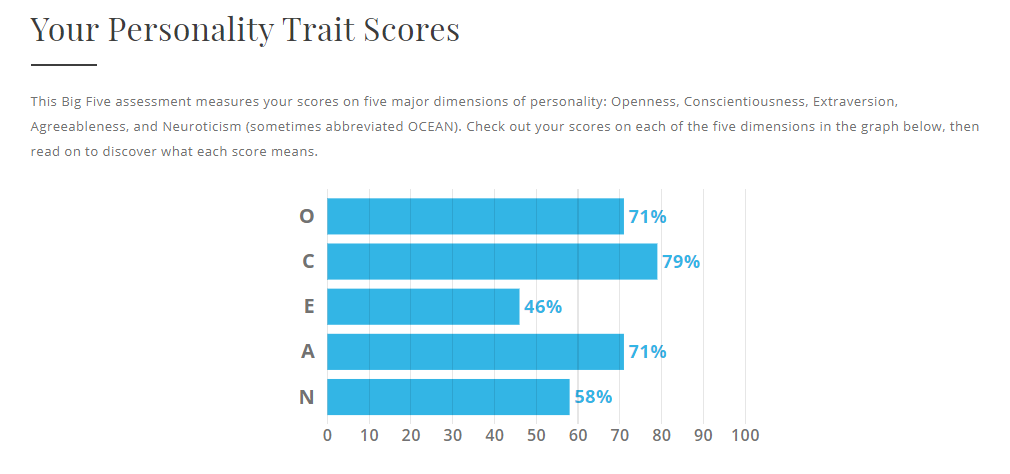 Your Personality Trait Scores
This Big Five assessment measures your scores on five major dimensions of personality: Openness, Conscientiousness, Extraversion,
Agreeableness, and Neuroticism (sometimes abbreviated OCEAN). Check out your scores on each of the five dimensions in the graph below, then
read on to discover what each score means.
O 71%
C 79%
E 46%
A 71%
N 58%
0 10 20 30 40 50 60 70 80 90 100